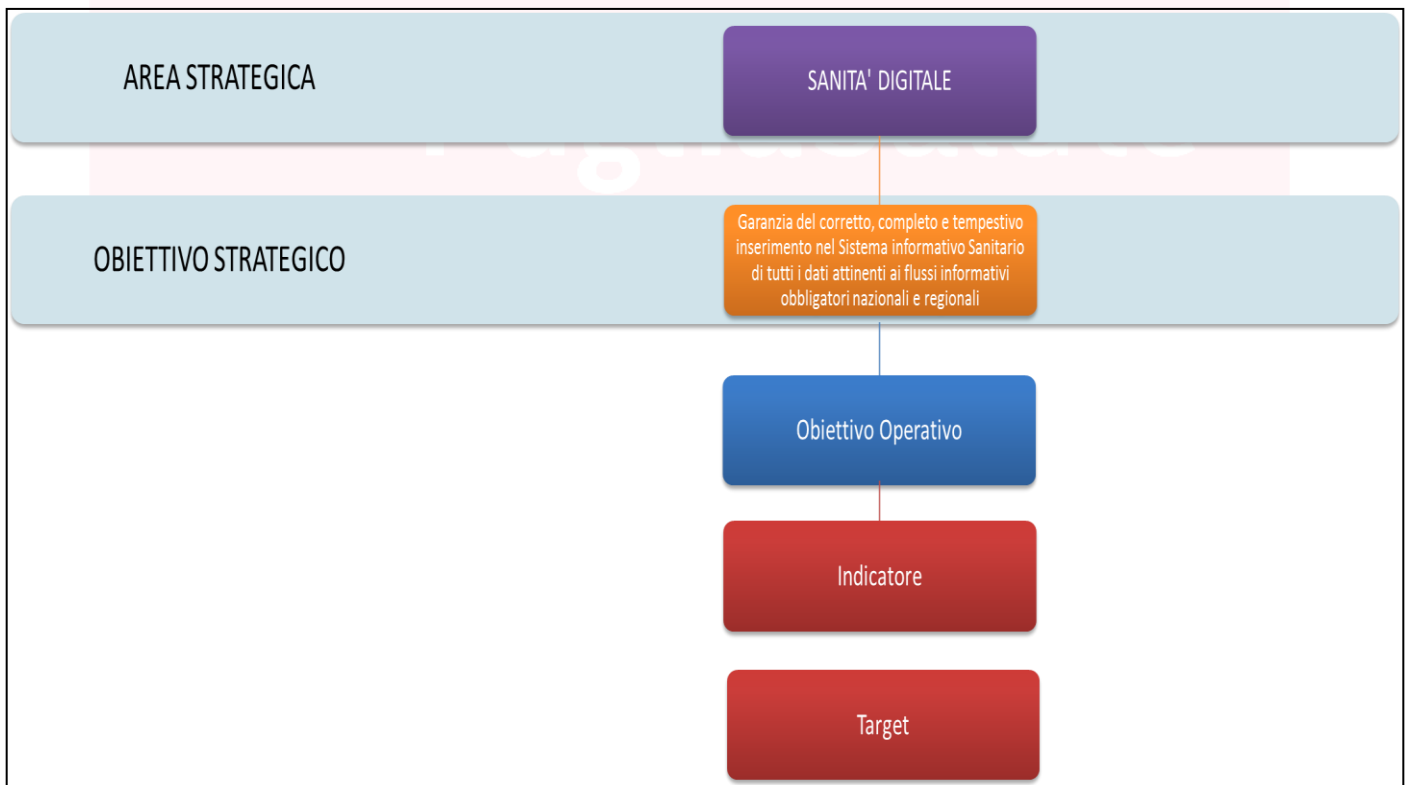 AREA STRATEGICA
SANITA' DIGITALE
OBIETTIVO STRATEGICO
Garanzia del corretto, completo e tempestivo
inserimento nel Sistema informativo Sanitario
di tutti i dati attinenti ai flussi informativi
obbligatori nazionali e regionali
Obiettivo Operativo
Indicatore
Target